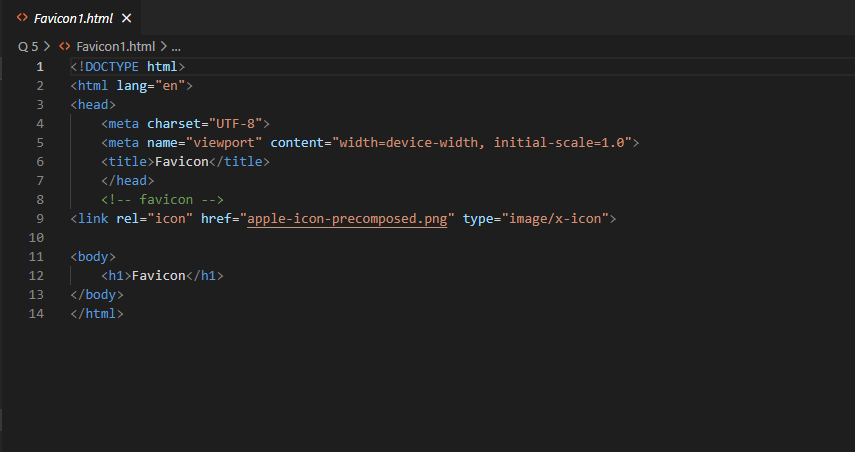 Favicon1.html ×
Q 5 > <> Favicon1.html > ...
1 <!DOCTYPE html>
2 <html lang="en">
3 <head>
4     <meta charset="UTF-8">
5     <meta name="viewport" content="width=device-width, initial-scale=1.0">
6     <title>Favicon</title>
7     </head>
8     <!-- favicon -->
9 <link rel="icon" href="apple-icon-precomposed.png" type="image/x-icon">
10
11 <body>
12     <h1>Favicon</h1>
13 </body>
14 </html>